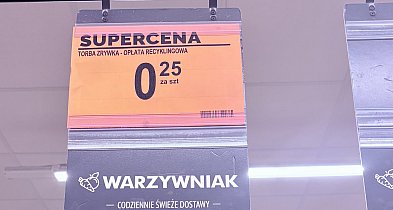 SUPERCENA
TORBA ZRYWKA - OPŁATA RECYKLINGOWA
0 25
za szt
WARZYWNIAK
CODZIENNIE ŚWIEŻE DOSTAWY